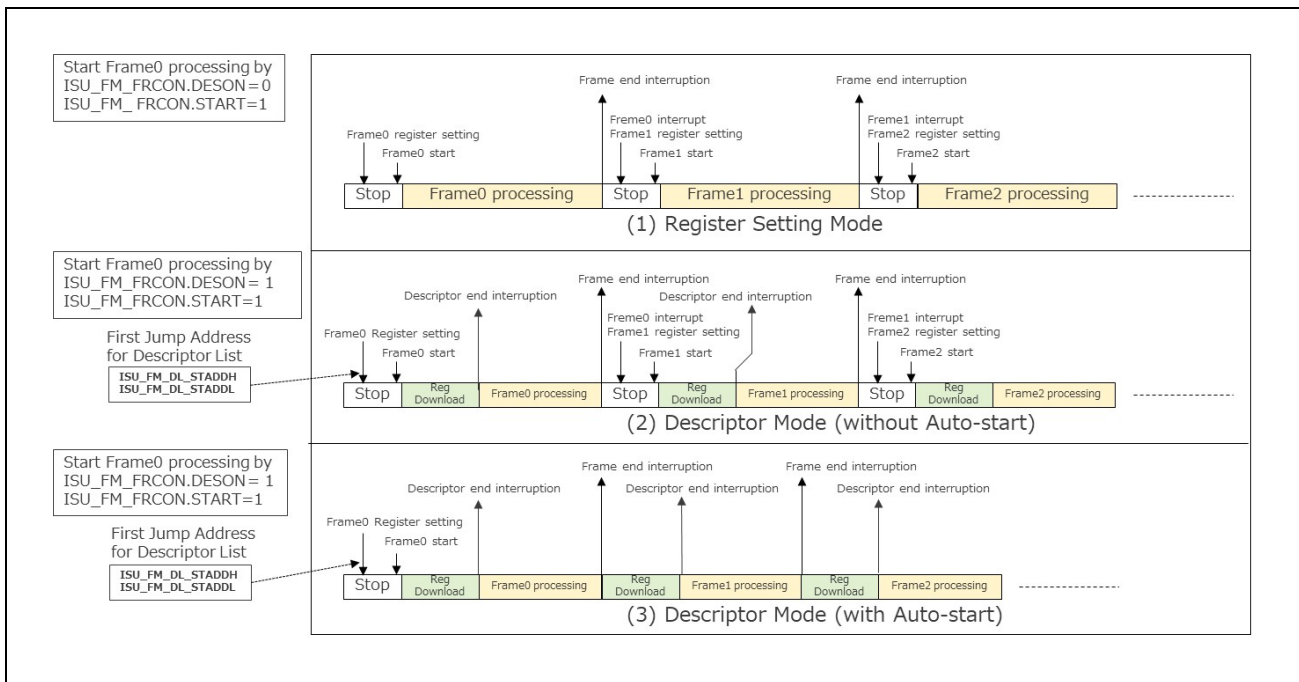 Start Frame0 processing by
ISU_FM_FRCON.DESON = 0
ISU_FM_ FRCON.START=1
Frame end interruption
Frame end interruption
Frame0 register setting
Frame0 start
Freme0 interrupt
Frame1 register setting
Frame1 start
Freme1 interrupt
Frame2 register setting
Frame2 start
Stop
Frame0 processing
Stop
Frame1 processing
Stop
Frame2 processing
(1) Register Setting Mode
Start Frame0 processing by
ISU_FM_FRCON.DESON= 1
ISU_FM_FRCON.START=1
First Jump Address
for Descriptor List
ISU_FM_DL_STADDH
ISU_FM_DL_STADDL
Frame end interruption
Frame end interruption
Descriptor end interruption
Descriptor end interruption
Frame0 Register setting
Frame0 start
Freme0 interrupt
Frame1 register setting
Frame1 start
Freme1 interrupt
Frame2 register setting
Frame2 start
Stop
Reg
Download
Frame0 processing
Stop
Reg
Download
Frame1 processing
Stop
Reg
Download
Frame2 processing
(2) Descriptor Mode (without Auto-start)
Start Frame0 processing by
ISU_FM_FRCON.DESON= 1
ISU_FM_FRCON.START=1
First Jump Address
for Descriptor List
ISU_FM_DL_STADDH
ISU_FM_DL_STADDL
Frame end interruption
Frame end interruption
Descriptor end interruption
Descriptor end interruption
Descriptor end interruption
Frame0 Register setting
Frame0 start
Stop
Reg
Download
Frame0 processing
Reg
Download
Frame1 processing
Reg
Download
Frame2 processing
(3) Descriptor Mode (with Auto-start)